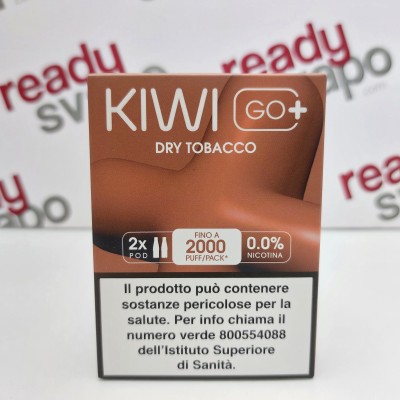 ready
svapo
ready
svapo
ready
svapo
ready
KIWI GO+
DRY TOBACCO
2x
POD
FINO A
2000
PUFF/PACK*
0.0%
NICOTINA
Il prodotto può contenere
sostanze pericolose per la
salute. Per info chiama il
numero verde 800554088
dell'Istituto Superiore
di Sanità.